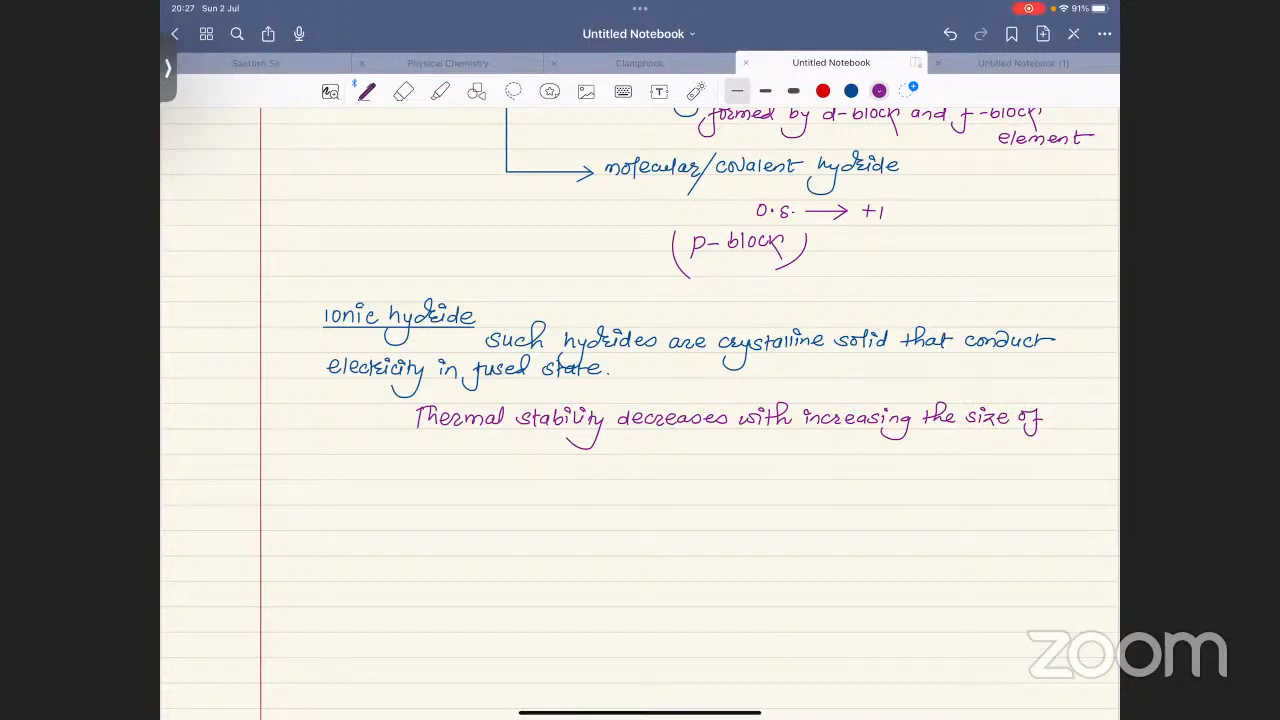 20:27 Sun 2 Jul
91%
Untitled Notebook
Santosh Sir
Physical Chemistry
Clamphook
Untitled Notebook
Untitled Notebook (1)
formed by d-block and f-block
element
molecular/covalent hydride
O.S. → +1
(p-block)
Ionic hydride
Such hydrides are crystalline solid that conduct
electricity in fused state.
Thermal stability decreases with increasing the size of
zoom